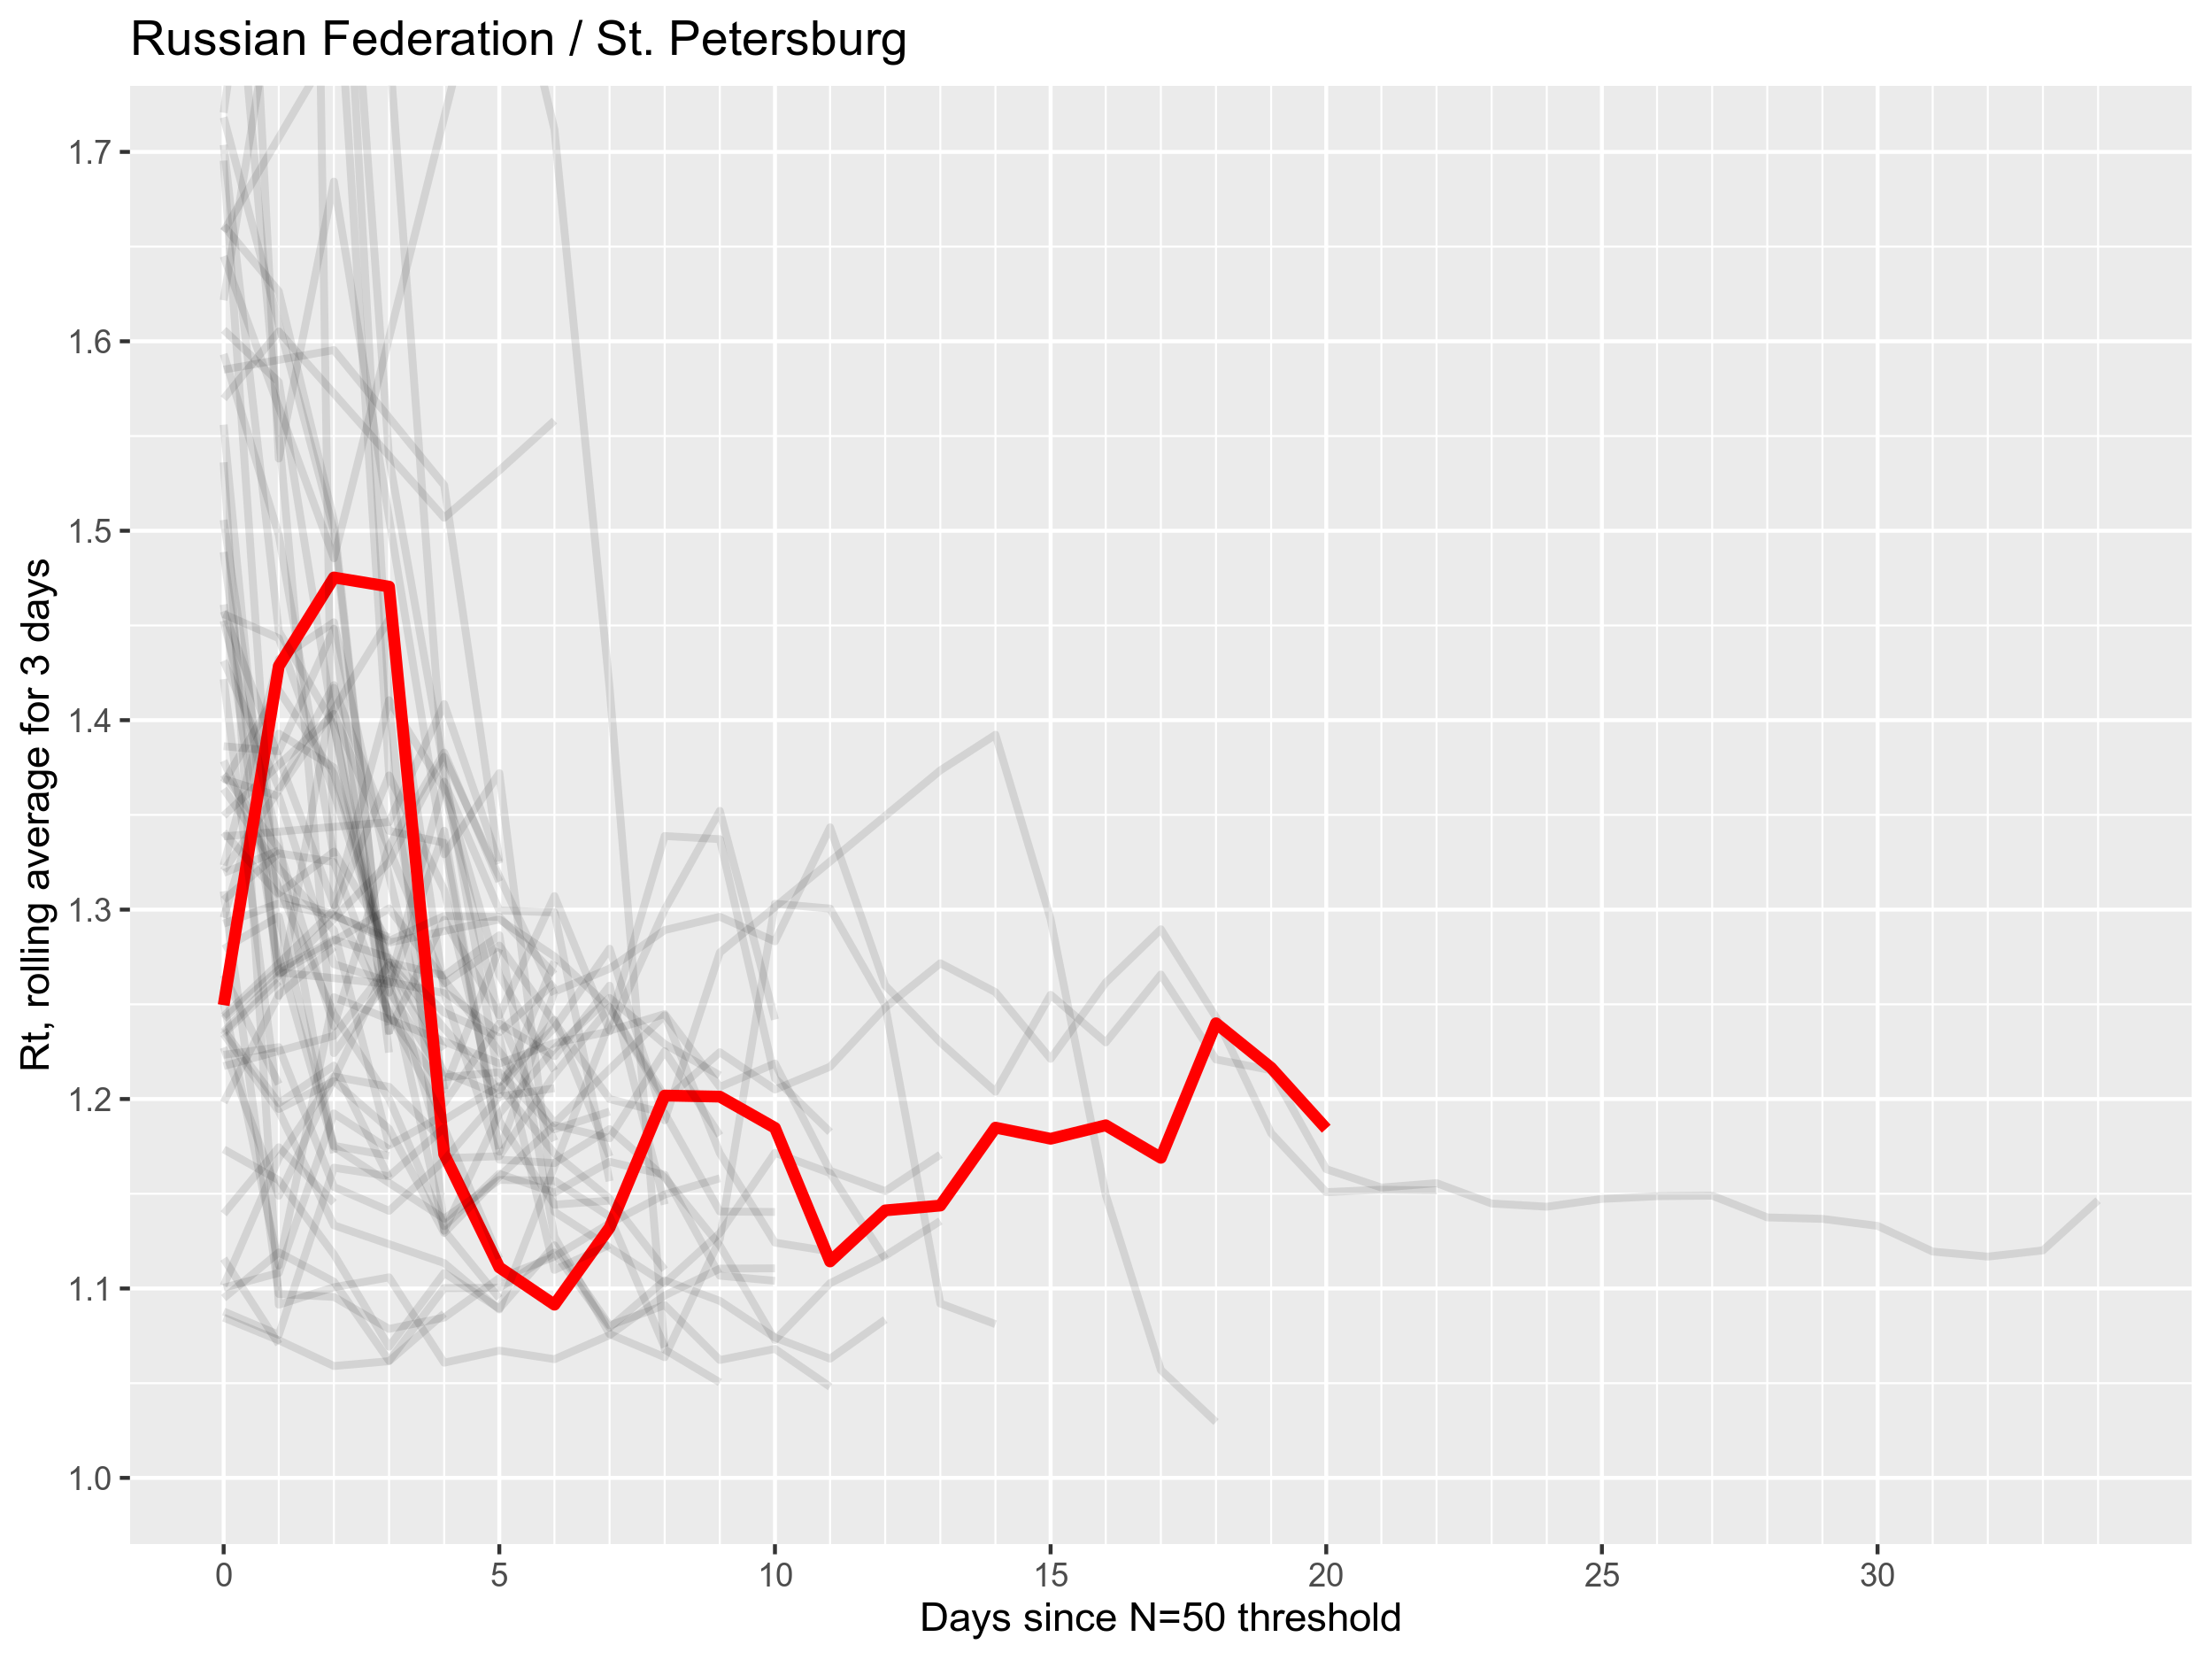 Russian Federation / St. Petersburg
1.7
1.6
1.5
1.4
1.3
1.2
1.1
1.0
Rt, rolling average for 3 days
0 5 10 15 20 25 30
Days since N=50 threshold